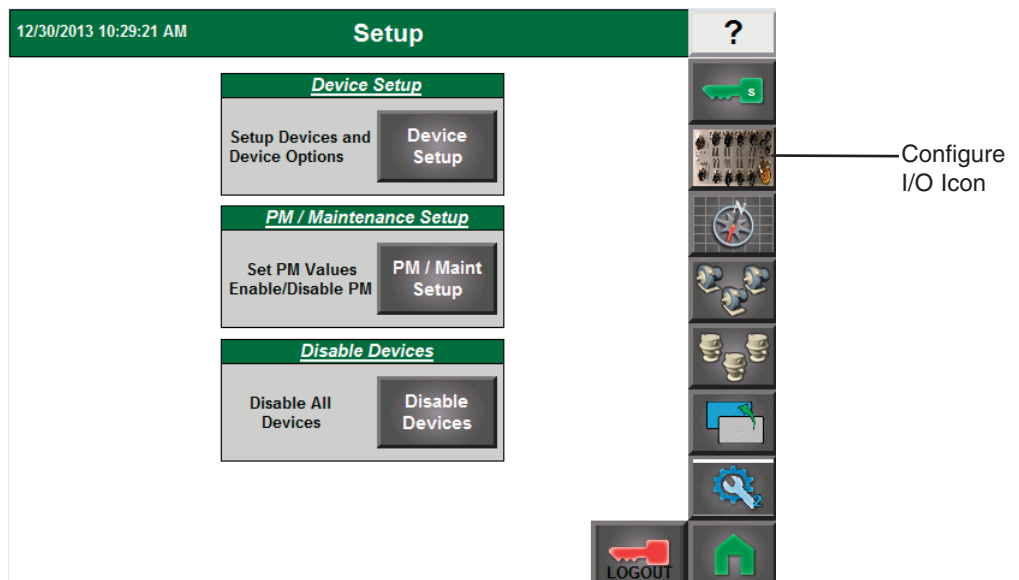 12/30/2013 10:29:21 AM
Setup
?
Device Setup
Setup Devices and
Device Options
Device
Setup
S
Configure
I/O Icon
N
PM / Maintenance Setup
Set PM Values
Enable/Disable PM
PM / Maint
Setup
Disable Devices
Disable All
Devices
Disable
Devices
2
LOGOUT